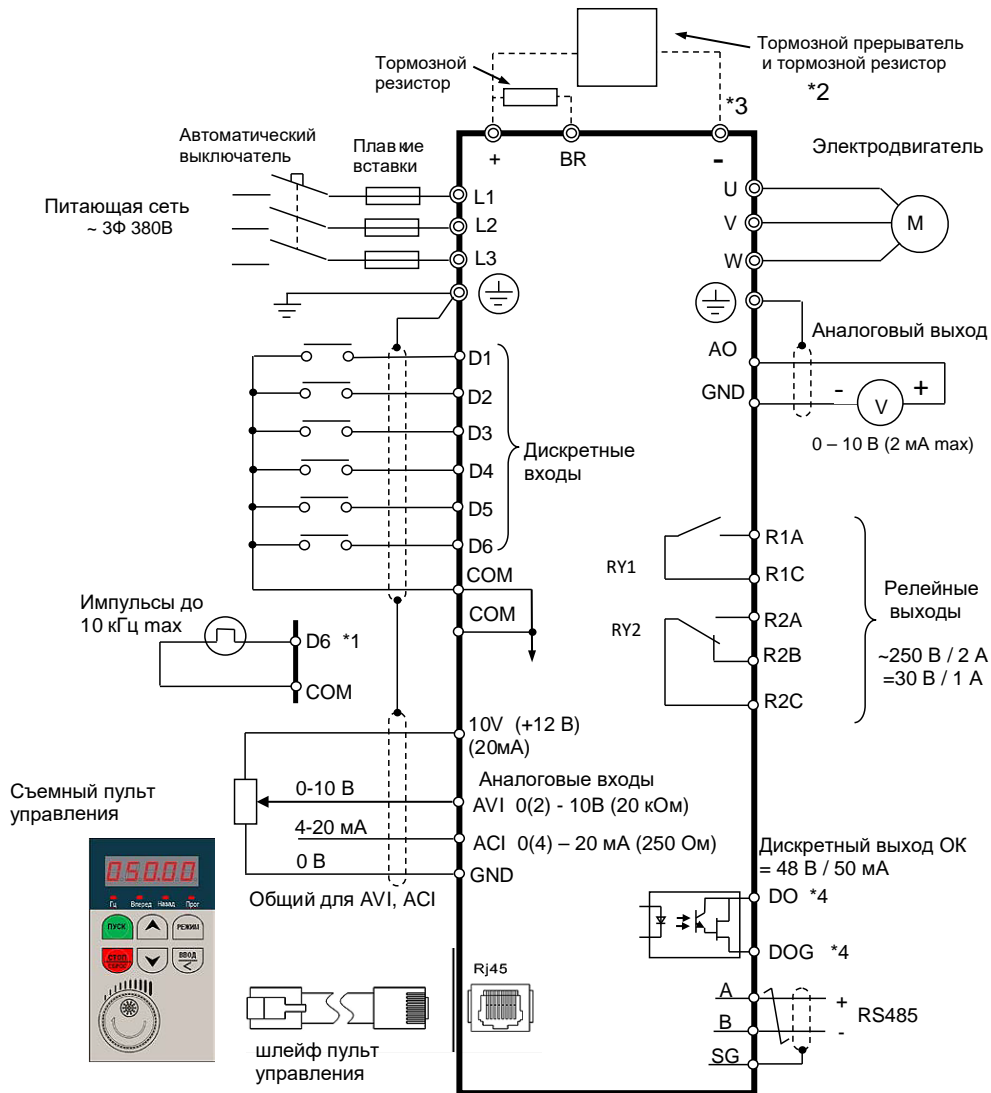 Тормозной прерыватель
и тормозной резистор
*2
Тормозной
резистор
*3
Автоматический
выключатель
Плавкие
вставки
+
BR
-
Электродвигатель
Питающая сеть
~ 3Ф 380В
L1
L2
L3
U
V
W
M
Аналоговый выход
AO
GND
-
V
+
0 – 10 В (2 мА max)
D1
D2
D3
D4
D5
D6
Дискретные
входы
COM
COM
Импульсы до
10 кГц max
D6 *1
COM
RY1
R1A
R1C
RY2
R2A
R2B
R2C
Релейные
выходы
~250 В / 2 А
=30 В / 1 А
10V (+12 В)
(20мА)
Аналоговые входы
0-10 В
AVI 0(2) - 10В (20 кОм)
4-20 мА
ACI 0(4) – 20 мА (250 Ом)
0 В
GND
Общий для AVI, ACI
Съемный пульт
управления
050.00
Гц Вперед Назад Прог
ПУСК
РЕЖИМ
СТОП
СБРОС
ВВОД
<
Дискретный выход ОК
= 48 В / 50 мА
DO *4
DOG *4
Rj45
шлейф пульт
управления
A
B
SG
+
-
RS485